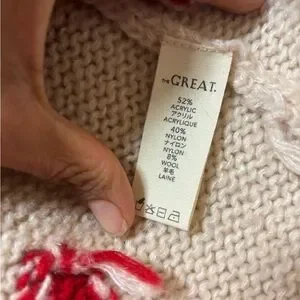 THE GREAT.
52%
ACRYLIC
アクリル
ACRYLIQUE
40%
NYLON
ナイロン
NYLON
8%
WOOL
羊毛
LAINE